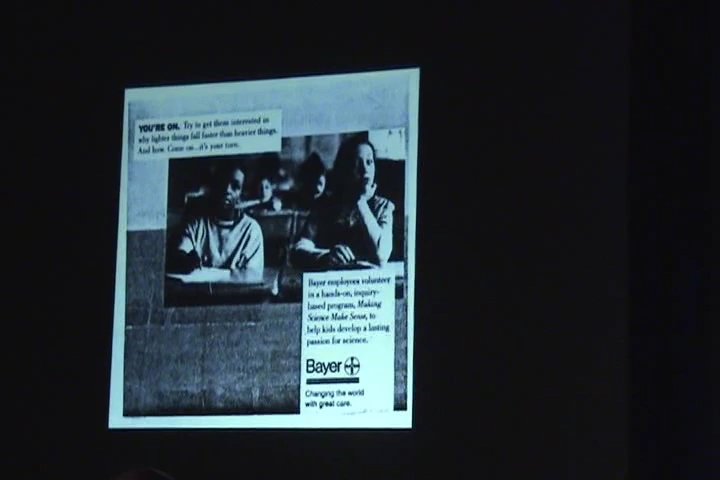 YOU'RE ON. Try to get them interested in
why lighter things fall faster than heavier things.
And how. Come on...it's your turn.
Bayer employees volunteer
in a hands-on, inquiry-
based program, Making
Science Make Sense, to
help kids develop a lasting
passion for science.
Bayer
Changing the world
with great care.